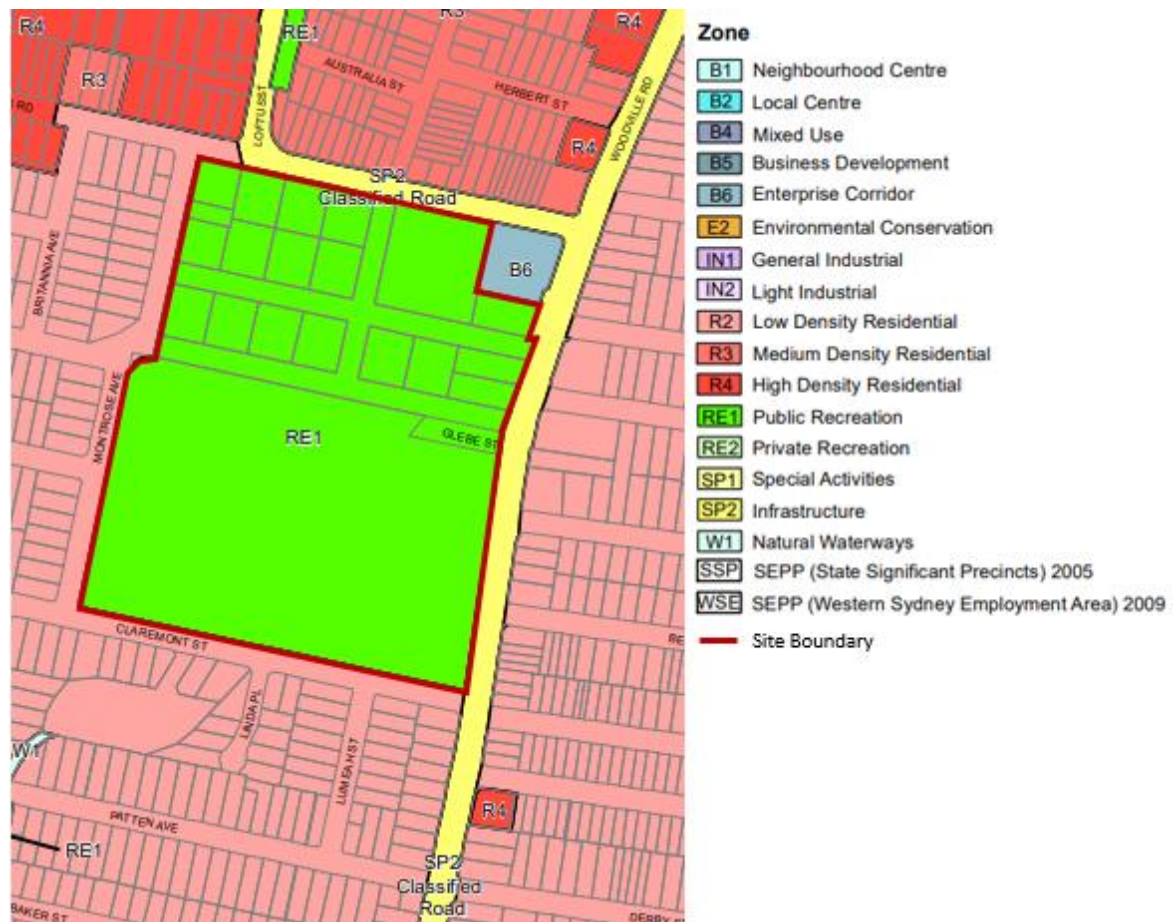 R4
RE1
R3
R4
R3
AUSTRALIA ST
HERBERT ST
WOODVILLE RD
RD
LOFTUSST
R4
SP2
Classified Road
BRITANNIA AVE
B6
MONTROSE AVE
RE1
GLEBE ST
CLAREMONT ST
LINDA PL
LUMEAH ST
W1
R4
PATTEN AVE
RE1
SP2
Classified
Road
BAKER ST
DERBY ST
Zone
B1 Neighbourhood Centre
B2 Local Centre
B4 Mixed Use
B5 Business Development
B6 Enterprise Corridor
E2 Environmental Conservation
IN1 General Industrial
IN2 Light Industrial
R2 Low Density Residential
R3 Medium Density Residential
R4 High Density Residential
RE1 Public Recreation
RE2 Private Recreation
SP1 Special Activities
SP2 Infrastructure
W1 Natural Waterways
SSP SEPP (State Significant Precincts) 2005
WSE SEPP (Western Sydney Employment Area) 2009
Site Boundary